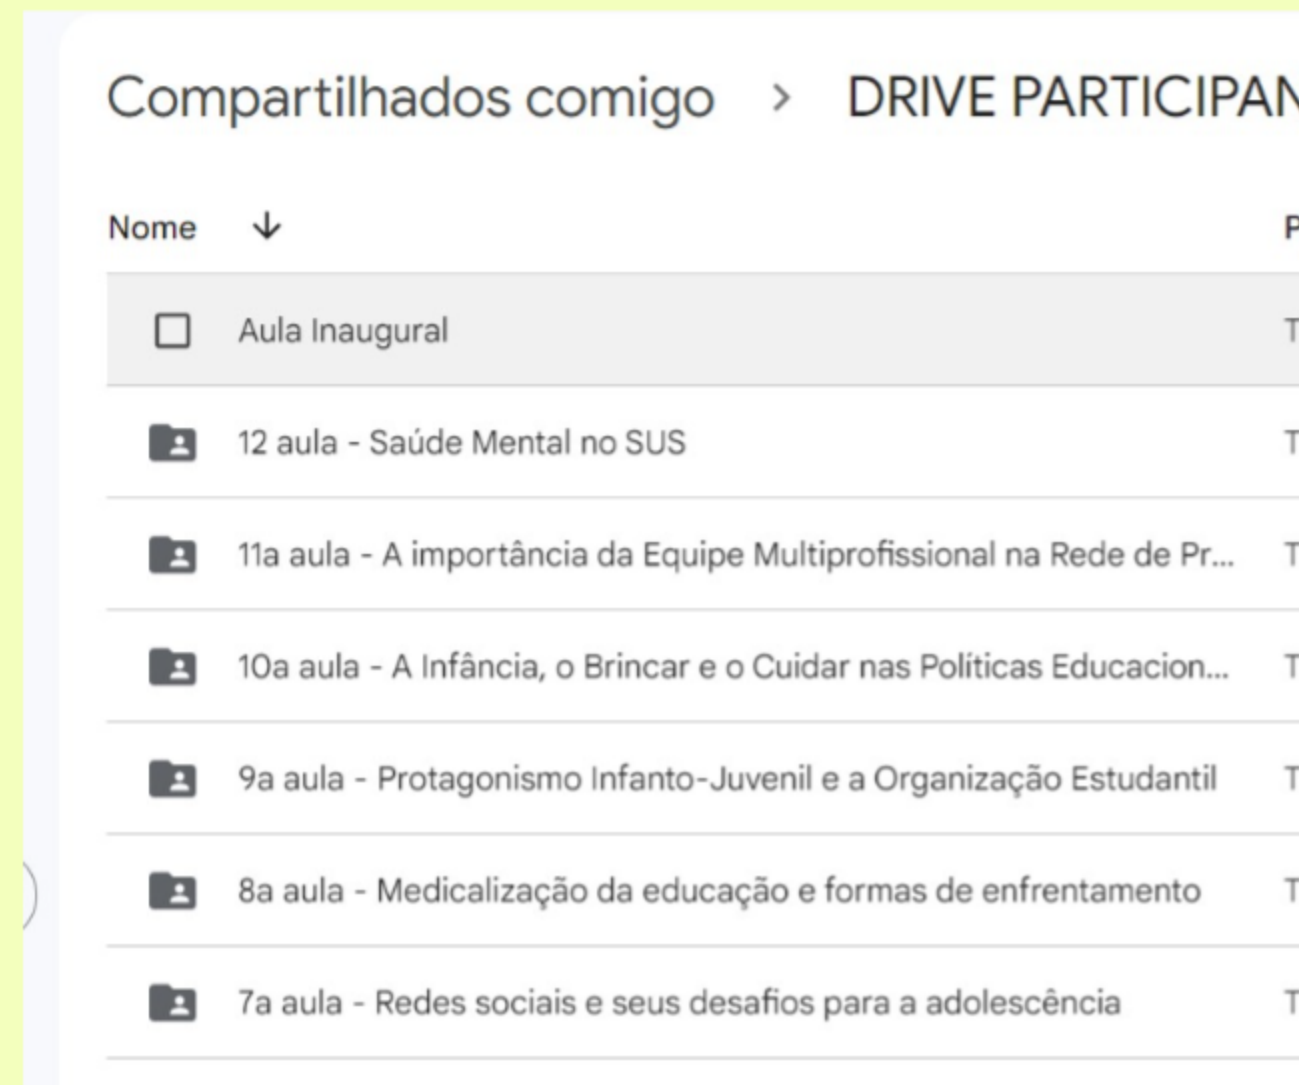 Compartilhados comigo > DRIVE PARTICIPAN
Nome ↓ P
Aula Inaugural T
12 aula - Saúde Mental no SUS T
11a aula - A importância da Equipe Multiprofissional na Rede de Pr... T
10a aula - A Infância, o Brincar e o Cuidar nas Políticas Educacion... T
9a aula - Protagonismo Infanto-Juvenil e a Organização Estudantil T
8a aula - Medicalização da educação e formas de enfrentamento T
7a aula - Redes sociais e seus desafios para a adolescência T